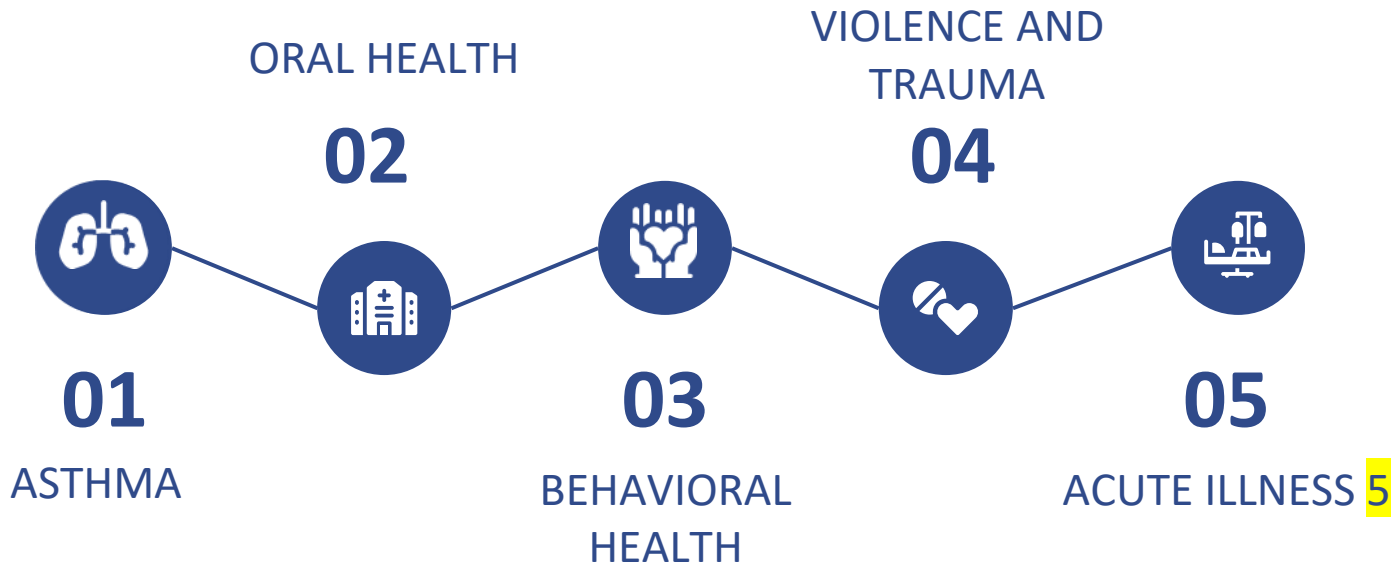 01
ASTHMA
ORAL HEALTH
02
03
BEHAVIORAL
HEALTH
VIOLENCE AND
TRAUMA
04
05
ACUTE ILLNESS 5